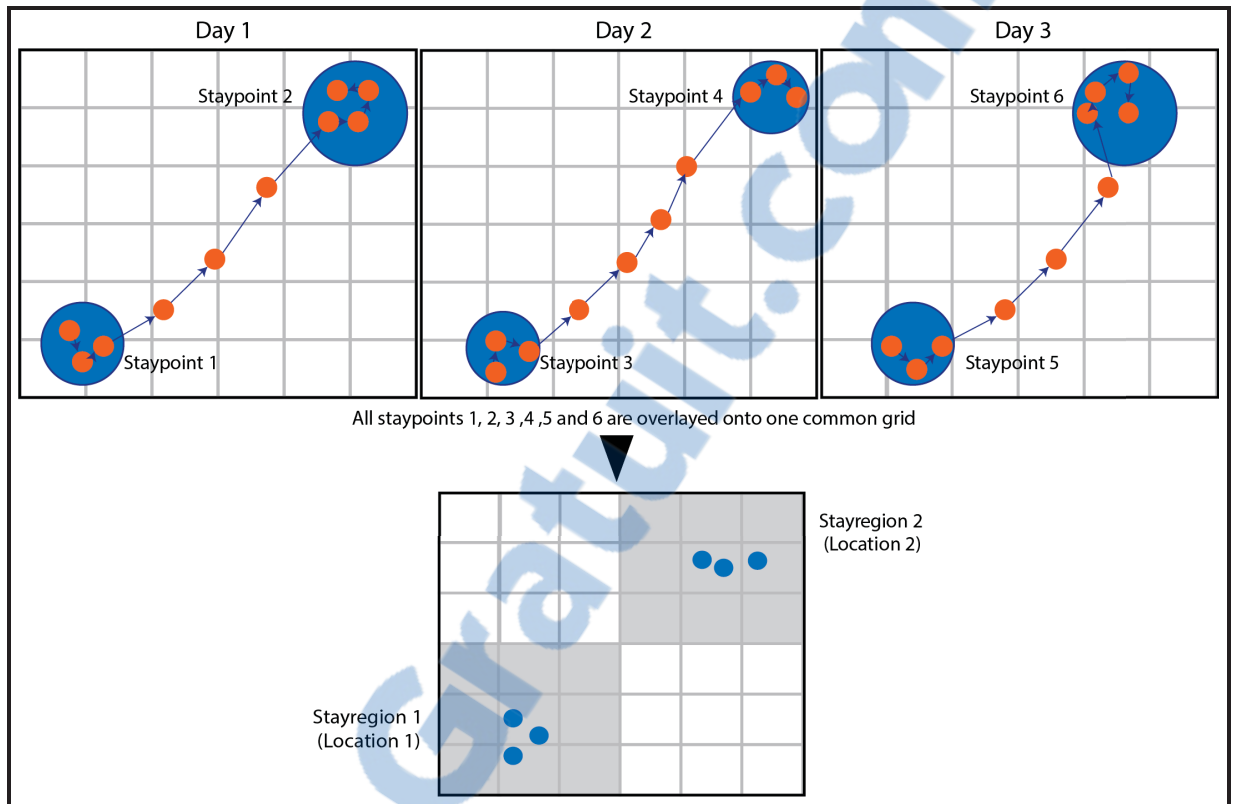 Day 1
Day 2
Day 3
Staypoint 2
Staypoint 4
Staypoint 6
Staypoint 1
Staypoint 3
Staypoint 5
All staypoints 1, 2, 3 ,4 ,5 and 6 are overlayed onto one common grid
Stayregion 2
(Location 2)
Stayregion 1
(Location 1)
Gratuit.com